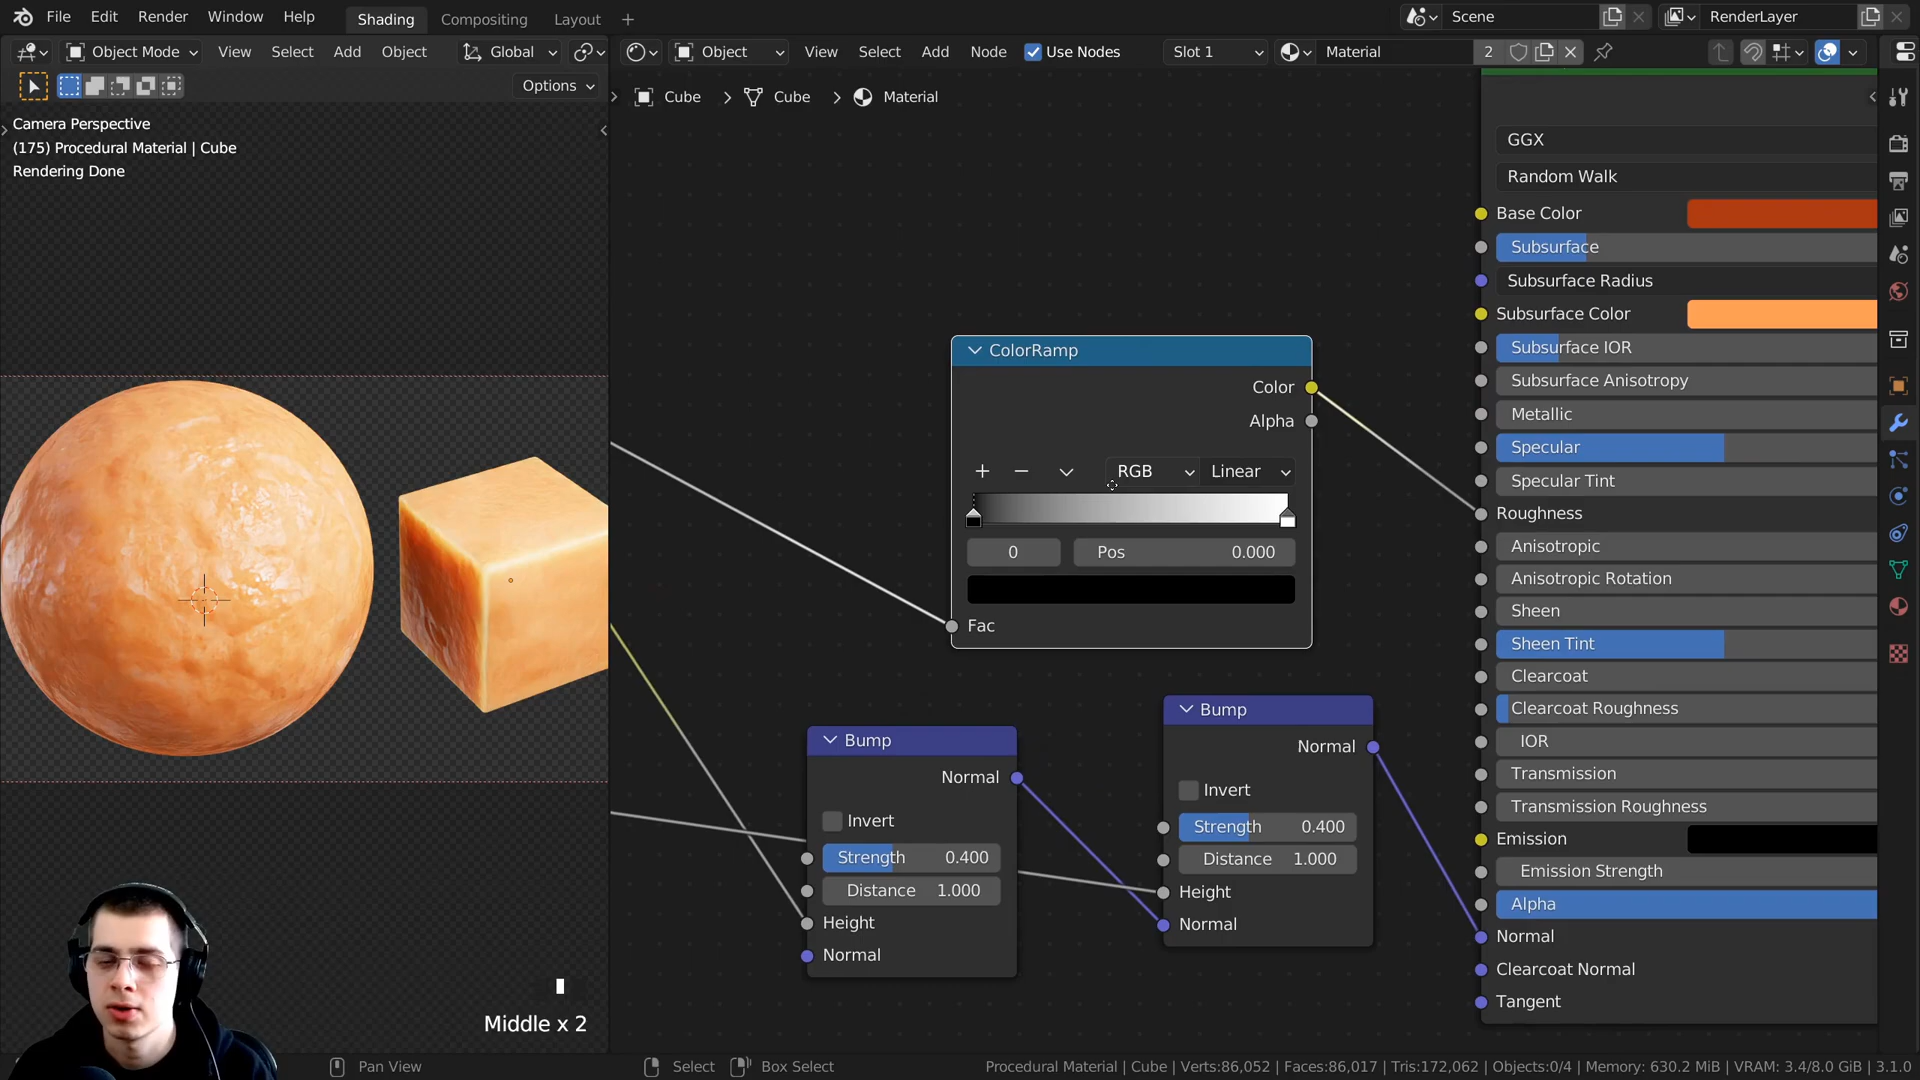 File Edit Render Window Help Shading Compositing Layout + Scene RenderLayer
Object Mode View Select Add Object Global Object View Select Add Node Use Nodes Slot 1 Material 2
Options
Cube > Cube > Material
Camera Perspective
(175) Procedural Material | Cube
Rendering Done
GGX
Random Walk
Base Color
Subsurface
Subsurface Radius
Subsurface Color
Subsurface IOR
Subsurface Anisotropy
Metallic
Specular
Specular Tint
Roughness
Anisotropic
Anisotropic Rotation
Sheen
Sheen Tint
Clearcoat
Clearcoat Roughness
IOR
Transmission
Transmission Roughness
Emission
Emission Strength
Alpha
Normal
Clearcoat Normal
Tangent
ColorRamp
Color
Alpha
+ − RGB Linear
0 Pos 0.000
Fac
Bump
Normal
Invert
Strength 0.400
Distance 1.000
Height
Normal
Bump
Normal
Invert
Strength 0.400
Distance 1.000
Height
Normal
Middle x 2
Pan View Select Box Select Procedural Material | Cube | Verts:86,052 | Faces:86,017 | Tris:172,062 | Objects:0/4 | Memory: 630.2 MiB | VRAM: 3.4/8.0 GiB | 3.1.0